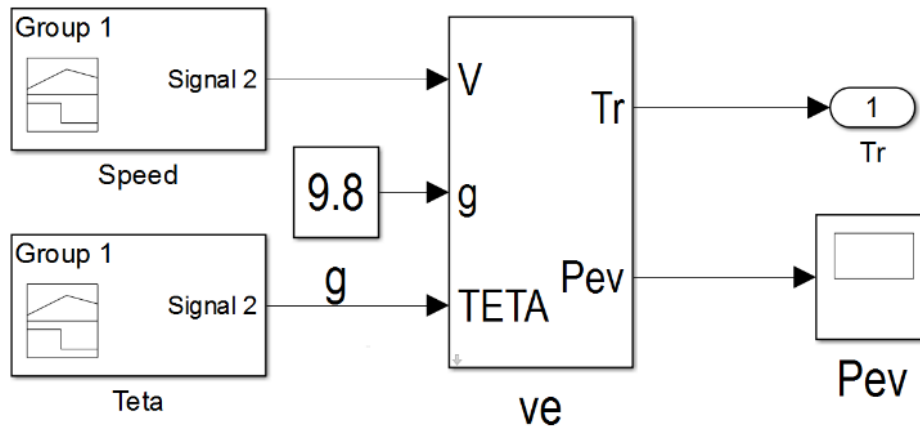 Group 1
Signal 2
Speed
9.8
g
Group 1
Signal 2
Teta
V
g
TETA
Tr
Pev
ve
1
Tr
Pev